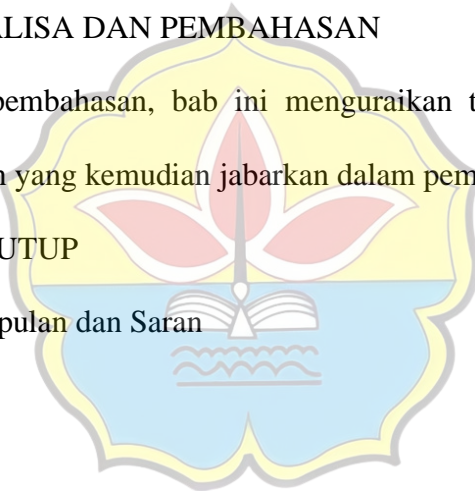 ALISA DAN PEMBAHASAN
pembahasan, bab ini menguraikan t
yang kemudian jabarkan dalam pem
UTUP
pulan dan Saran